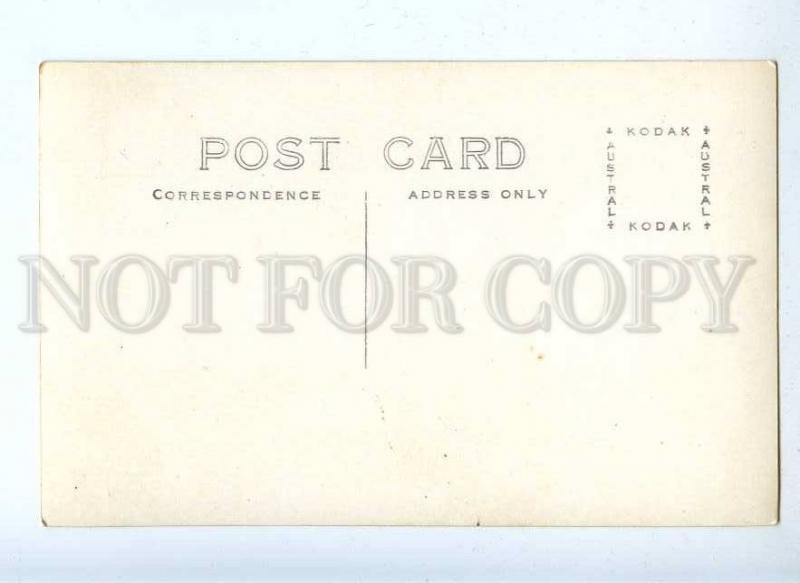 POST CARD
CORRESPONDENCE
ADDRESS ONLY
KODAK
AUSTRAL
AUSTRAL
KODAK
NOT FOR COPY